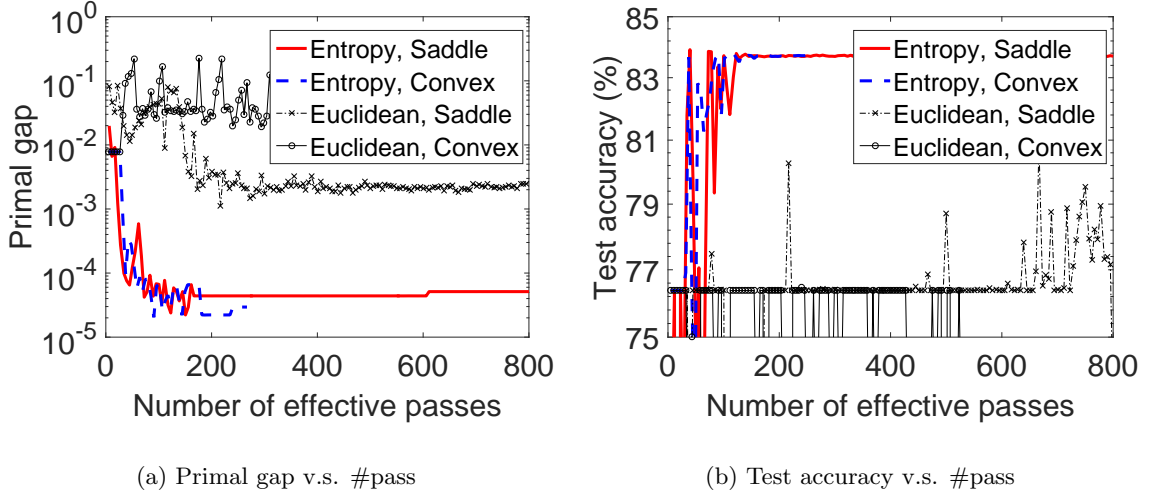 10^0
10^-1
10^-2
10^-3
10^-4
10^-5
Primal gap
Entropy, Saddle
Entropy, Convex
Euclidean, Saddle
Euclidean, Convex
0 200 400 600 800
Number of effective passes
(a) Primal gap v.s. #pass
85
83
81
79
77
75
Test accuracy (%)
Entropy, Saddle
Entropy, Convex
Euclidean, Saddle
Euclidean, Convex
0 200 400 600 800
Number of effective passes
(b) Test accuracy v.s. #pass